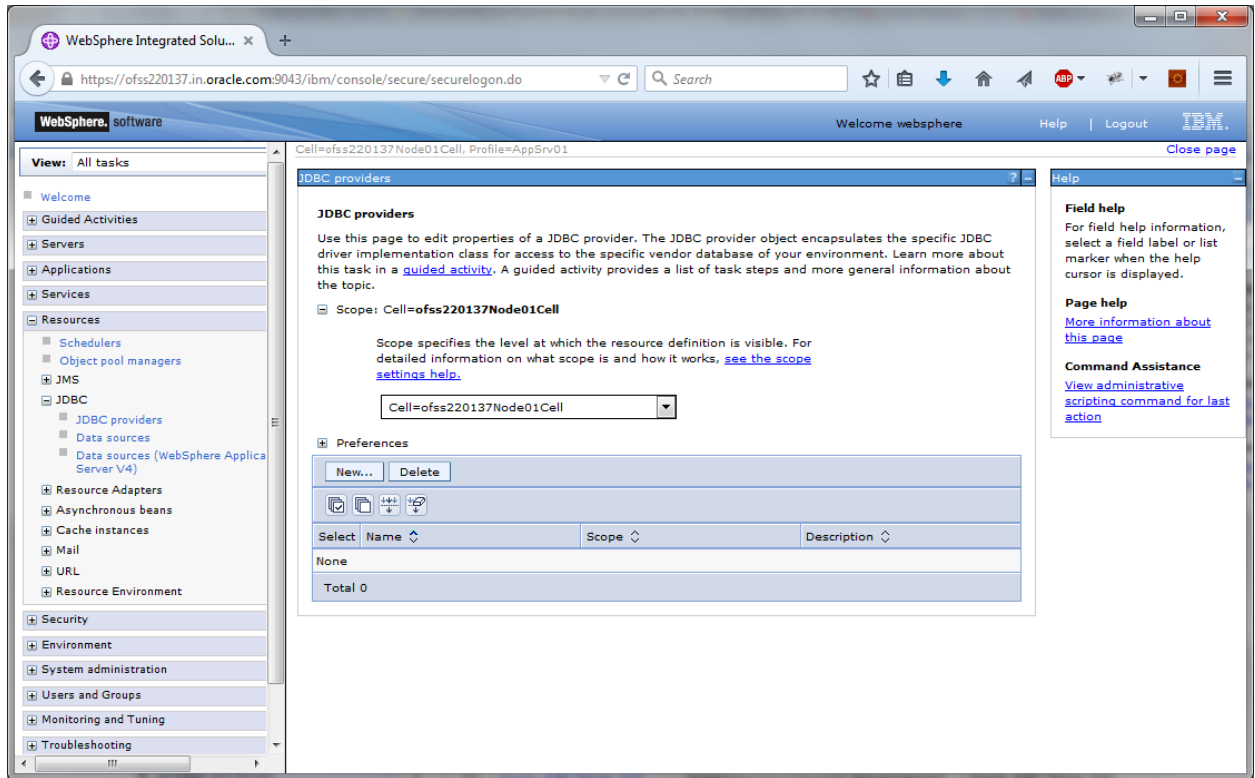 WebSphere Integrated Solu... ×
+
https://ofss220137.in.oracle.com:9043/ibm/console/secure/securelogon.do
Search
ABP
WebSphere. software
Welcome websphere
Help | Logout
IBM.
View: All tasks
Welcome
Guided Activities
Servers
Applications
Services
Resources
Schedulers
Object pool managers
JMS
JDBC
JDBC providers
Data sources
Data sources (WebSphere Applica
Server V4)
Resource Adapters
Asynchronous beans
Cache instances
Mail
URL
Resource Environment
Security
Environment
System administration
Users and Groups
Monitoring and Tuning
Troubleshooting
Cell=ofss220137Node01Cell, Profile=AppSrv01
Close page
JDBC providers ? -
JDBC providers
Use this page to edit properties of a JDBC provider. The JDBC provider object encapsulates the specific JDBC
driver implementation class for access to the specific vendor database of your environment. Learn more about
this task in a guided activity. A guided activity provides a list of task steps and more general information about
the topic.
Scope: Cell=ofss220137Node01Cell
Scope specifies the level at which the resource definition is visible. For
detailed information on what scope is and how it works, see the scope
settings help.
Cell=ofss220137Node01Cell
Preferences
New... Delete
Select Name Scope Description
None
Total 0
Help -
Field help
For field help information,
select a field label or list
marker when the help
cursor is displayed.
Page help
More information about
this page
Command Assistance
View administrative
scripting command for last
action